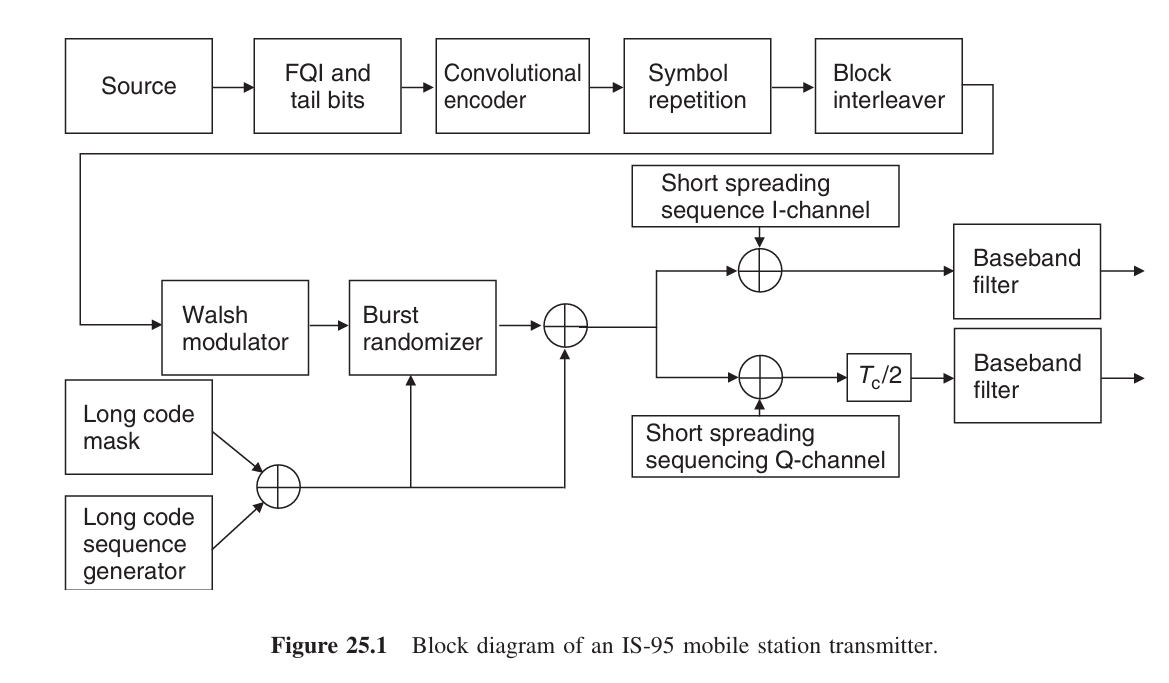 Source
FQI and
tail bits
Convolutional
encoder
Symbol
repetition
Block
interleaver
Short spreading
sequence I-channel
Baseband
filter
Walsh
modulator
Burst
randomizer
Baseband
filter
Tc/2
Long code
mask
Short spreading
sequencing Q-channel
Long code
sequence
generator
Figure 25.1 Block diagram of an IS-95 mobile station transmitter.